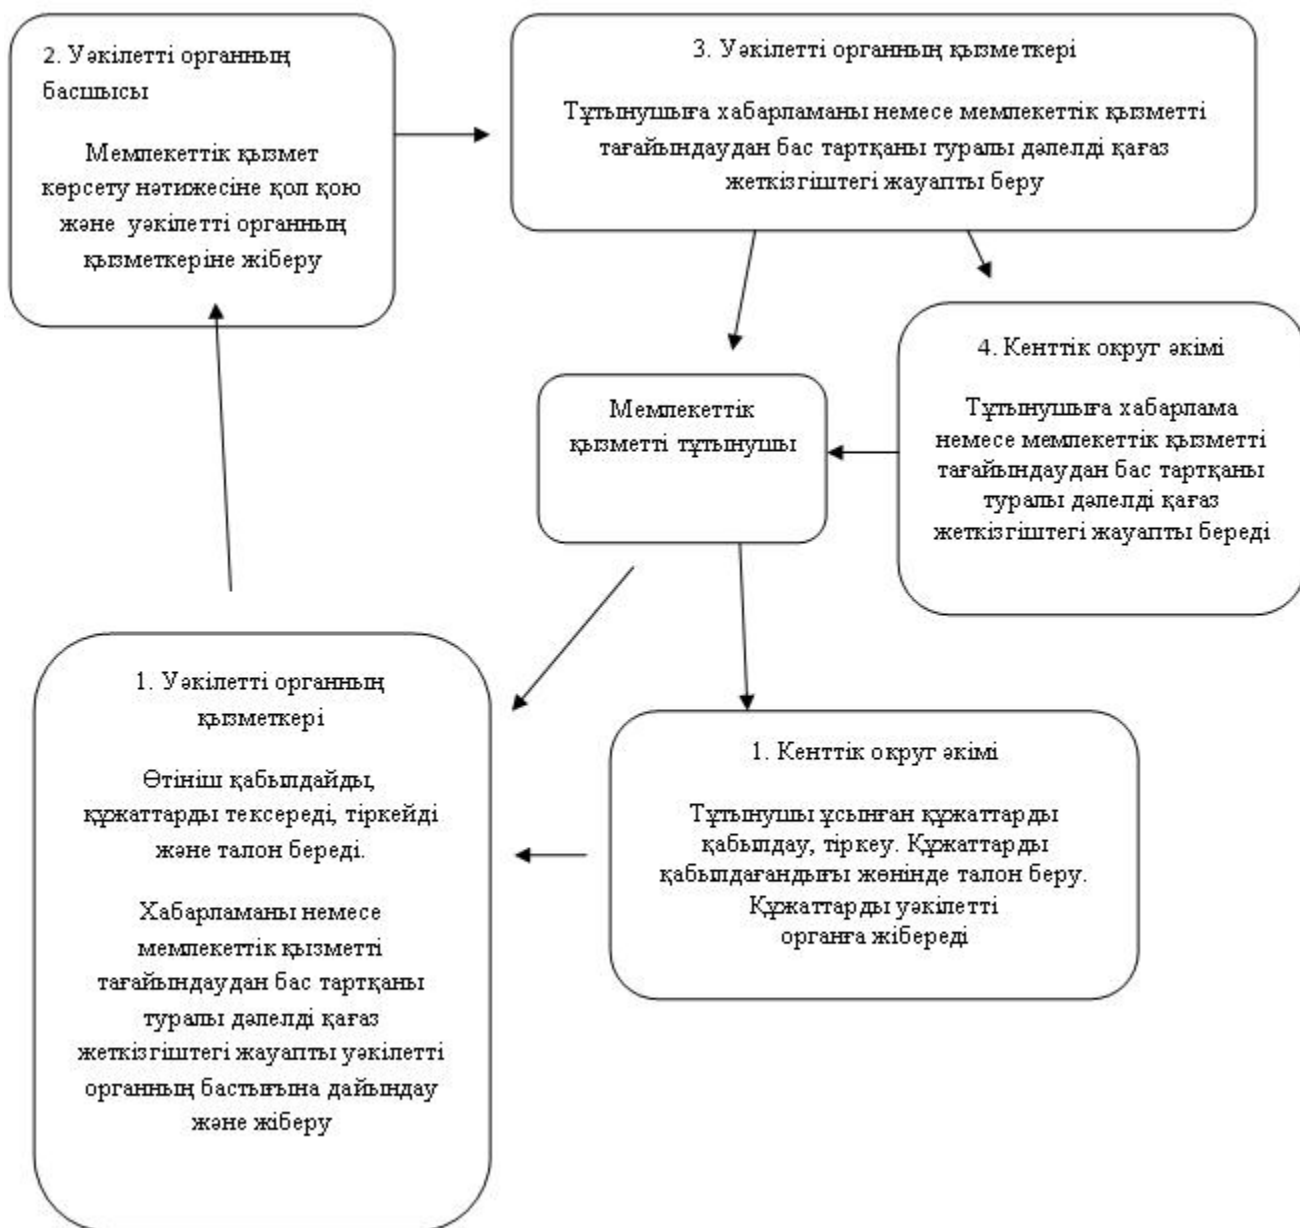 2. Уәкілетті органның
басшысы
Мемлекеттік қызмет
көрсету нәтижесіне қол қою
және уәкілетті органның
қызметкеріне жіберу
3. Уәкілетті органның қызметкері
Тұтынушыға хабарламаны немесе мемлекеттік қызметті
тағайындаудан бас тартқаны туралы дәлелді қағаз
жеткізгіштегі жауапты беру
4. Кенттік округ әкімі
Тұтынушыға хабарлама
немесе мемлекеттік қызметті
тағайындаудан бас тартқаны
туралы дәлелді қағаз
жеткізгіштегі жауапты береді
Мемлекеттік
қызметті тұтынушы
1. Уәкілетті органның
қызметкері
Өтініш қабылдайды,
құжаттарды тексереді, тіркейді
және талон береді.
Хабарламаны немесе
мемлекеттік қызметті
тағайындаудан бас тартқаны
туралы дәлелді қағаз
жеткізгіштегі жауапты уәкілетті
органның бастығына дайындау
және жіберу
1. Кенттік округ әкімі
Тұтынушы ұсынған құжаттарды
қабылдау, тіркеу. Құжаттарды
қабылдағандығы жөнінде талон беру.
Құжаттарды уәкілетті
органға жібереді